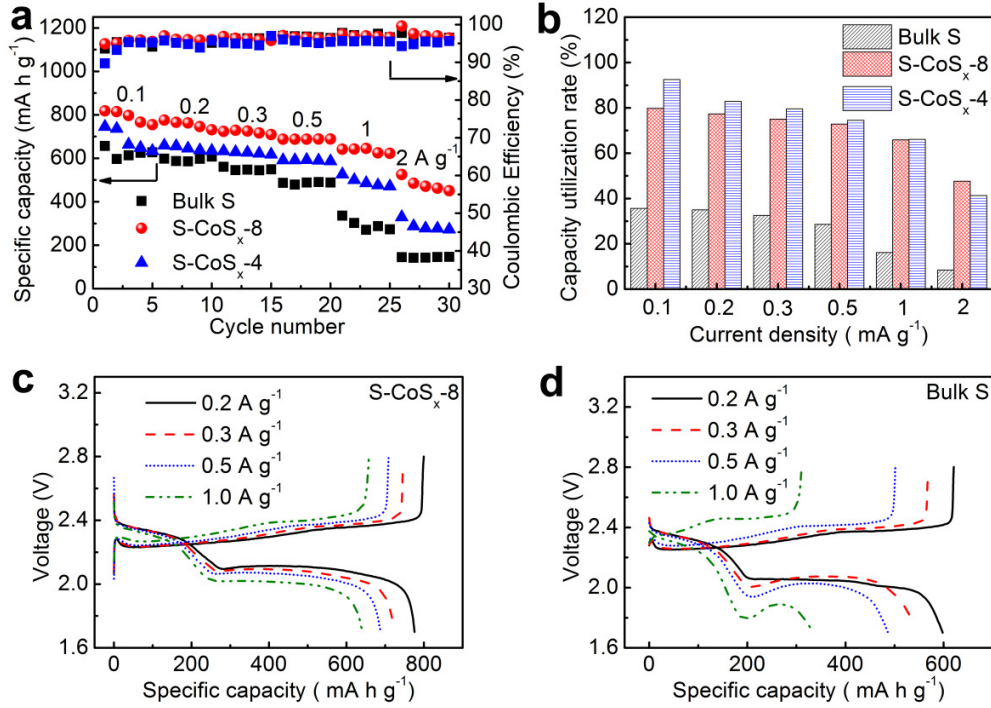 a
Specific capacity (mA h g⁻¹)
1200
1000
800
600
400
200
0
0.1
0.2
0.3
0.5
1
2 A g⁻¹
Bulk S
S-CoSₓ-8
S-CoSₓ-4
100
90
80
70
60
50
40
30
Coulombic Efficiency (%)
0 5 10 15 20 25 30
Cycle number
b
Capacity utilization rate (%)
120
100
80
60
40
20
0
Bulk S
S-CoSₓ-8
S-CoSₓ-4
0.1 0.2 0.3 0.5 1 2
Current density ( mA g⁻¹)
c
Voltage (V)
3.2
2.8
2.4
2.0
1.6
0.2 A g⁻¹
0.3 A g⁻¹
0.5 A g⁻¹
1.0 A g⁻¹
S-CoSₓ-8
0 200 400 600 800
Specific capacity ( mA h g⁻¹)
d
Voltage (V)
3.2
2.8
2.4
2.0
1.6
0.2 A g⁻¹
0.3 A g⁻¹
0.5 A g⁻¹
1.0 A g⁻¹
Bulk S
0 200 400 600
Specific capacity ( mA h g⁻¹)